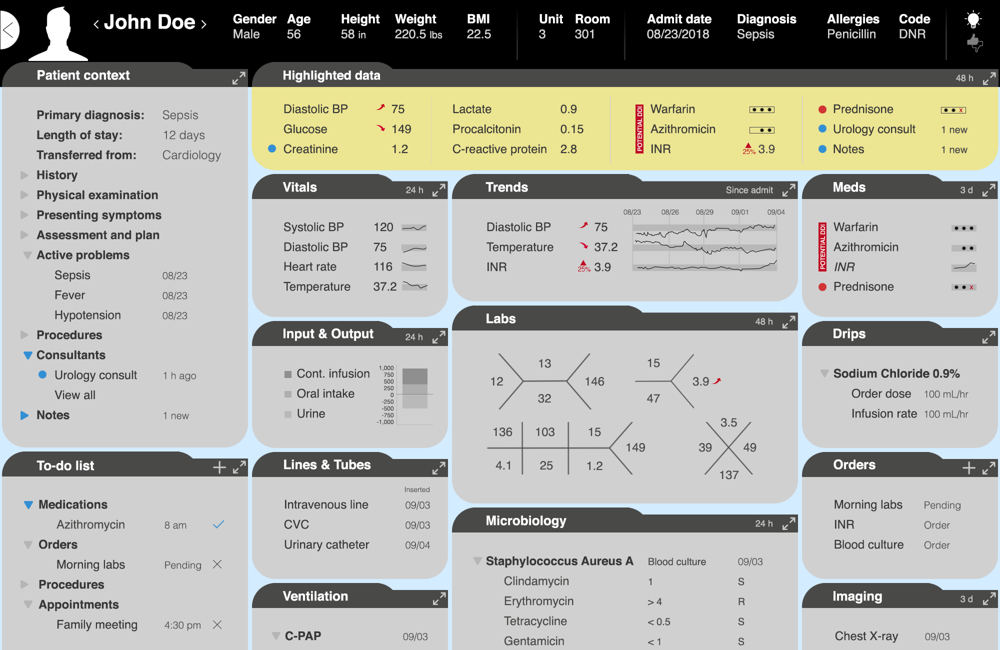 John Doe
Gender Age Height Weight BMI Unit Room Admit date Diagnosis Allergies Code
Male 56 58 in 220.5 lbs 22.5 3 301 08/23/2018 Sepsis Penicillin DNR
Patient context
Primary diagnosis: Sepsis
Length of stay: 12 days
Transferred from: Cardiology
History
Physical examination
Presenting symptoms
Assessment and plan
Active problems
Sepsis 08/23
Fever 08/23
Hypotension 08/23
Procedures
Consultants
Urology consult 1 h ago
View all
Notes 1 new
To-do list
Medications
Azithromycin 8 am
Orders
Morning labs Pending
Procedures
Appointments
Family meeting 4:30 pm
Highlighted data 48 h
Diastolic BP 75
Glucose 149
Creatinine 1.2
Lactate 0.9
Procalcitonin 0.15
C-reactive protein 2.8
POTENTIAL DDI
Warfarin
Azithromicin
INR 25% 3.9
Prednisone x
Urology consult 1 new
Notes 1 new
Vitals 24 h
Systolic BP 120
Diastolic BP 75
Heart rate 116
Temperature 37.2
Input & Output 24 h
Cont. infusion
Oral intake
Urine
1,000
750
500
250
0
-250
-500
-750
-1,000
Lines & Tubes
Inserted
Intravenous line 09/03
CVC 09/03
Urinary catheter 09/04
Ventilation
C-PAP 09/03
Trends Since admit
08/23 08/26 08/29 09/01 09/04
Diastolic BP 75
Temperature 37.2
INR 25% 3.9
Labs 48 h
13
12 146
32
15
3.9
47
136 103 15
149
4.1 25 1.2
3.5
39 49
137
Microbiology 24 h
Staphylococcus Aureus A Blood culture 09/03
Clindamycin 1 S
Erythromycin > 4 R
Tetracycline < 0.5 S
Gentamicin < 1 S
Meds 3 d
POTENTIAL DDI
Warfarin
Azithromicin
INR
Prednisone x
Drips
Sodium Chloride 0.9%
Order dose 100 mL/hr
Infusion rate 100 mL/hr
Orders
Morning labs Pending
INR Order
Blood culture Order
Imaging 3 d
Chest X-ray 09/03